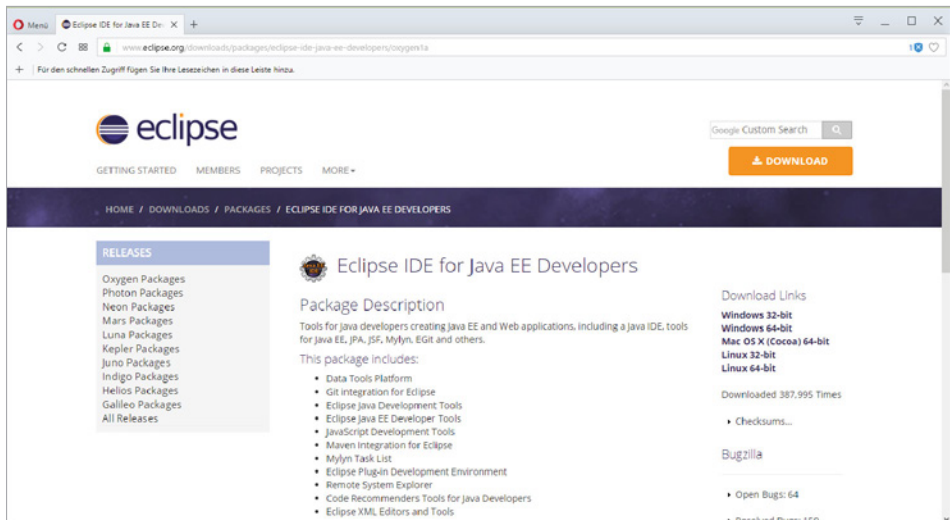 Menü
Eclipse IDE for Java EE De
www.eclipse.org/downloads/packages/eclipse-ide-java-ee-developers/oxygen1a
1
Für den schnellen Zugriff fügen Sie Ihre Lesezeichen in diese Leiste hinzu.
eclipse
Google Custom Search
DOWNLOAD
GETTING STARTED MEMBERS PROJECTS MORE
HOME / DOWNLOADS / PACKAGES / ECLIPSE IDE FOR JAVA EE DEVELOPERS
RELEASES
Oxygen Packages
Photon Packages
Neon Packages
Mars Packages
Luna Packages
Kepler Packages
Juno Packages
Indigo Packages
Helios Packages
Galileo Packages
All Releases
Eclipse IDE for Java EE Developers
Package Description
Tools for Java developers creating Java EE and Web applications, including a Java IDE, tools
for Java EE, JPA, JSF, Mylyn, EGit and others.
This package includes:
Data Tools Platform
Git integration for Eclipse
Eclipse Java Development Tools
Eclipse Java EE Developer Tools
JavaScript Development Tools
Maven Integration for Eclipse
Mylyn Task List
Eclipse Plug-in Development Environment
Remote System Explorer
Code Recommenders Tools for Java Developers
Eclipse XML Editors and Tools
Download Links
Windows 32-bit
Windows 64-bit
Mac OS X (Cocoa) 64-bit
Linux 32-bit
Linux 64-bit
Downloaded 387,995 Times
Checksums...
Bugzilla
Open Bugs: 64